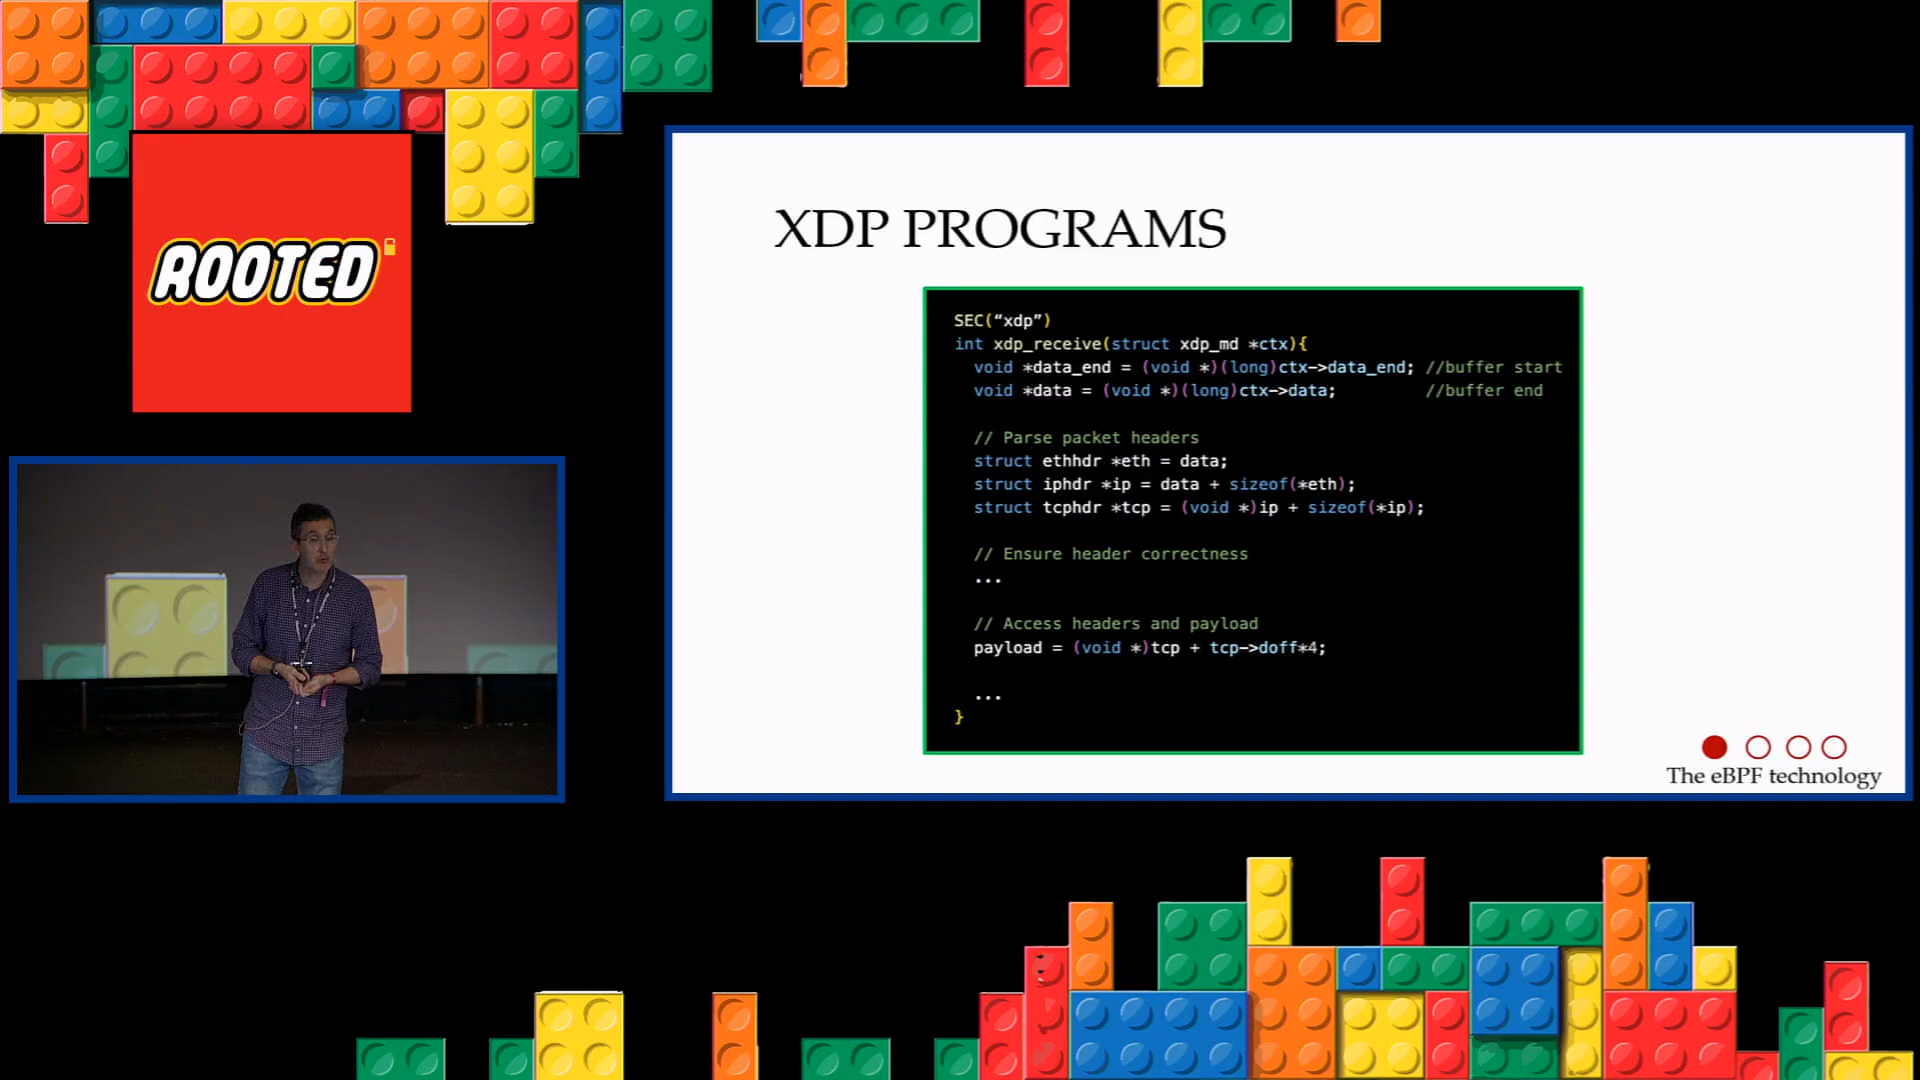 ROOTED
XDP PROGRAMS
SEC(“xdp”)
int xdp_receive(struct xdp_md *ctx){
void *data_end = (void *)(long)ctx->data_end; //buffer start
void *data = (void *)(long)ctx->data; //buffer end
// Parse packet headers
struct ethhdr *eth = data;
struct iphdr *ip = data + sizeof(*eth);
struct tcphdr *tcp = (void *)ip + sizeof(*ip);
// Ensure header correctness
...
// Access headers and payload
payload = (void *)tcp + tcp->doff*4;
...
}
The eBPF technology